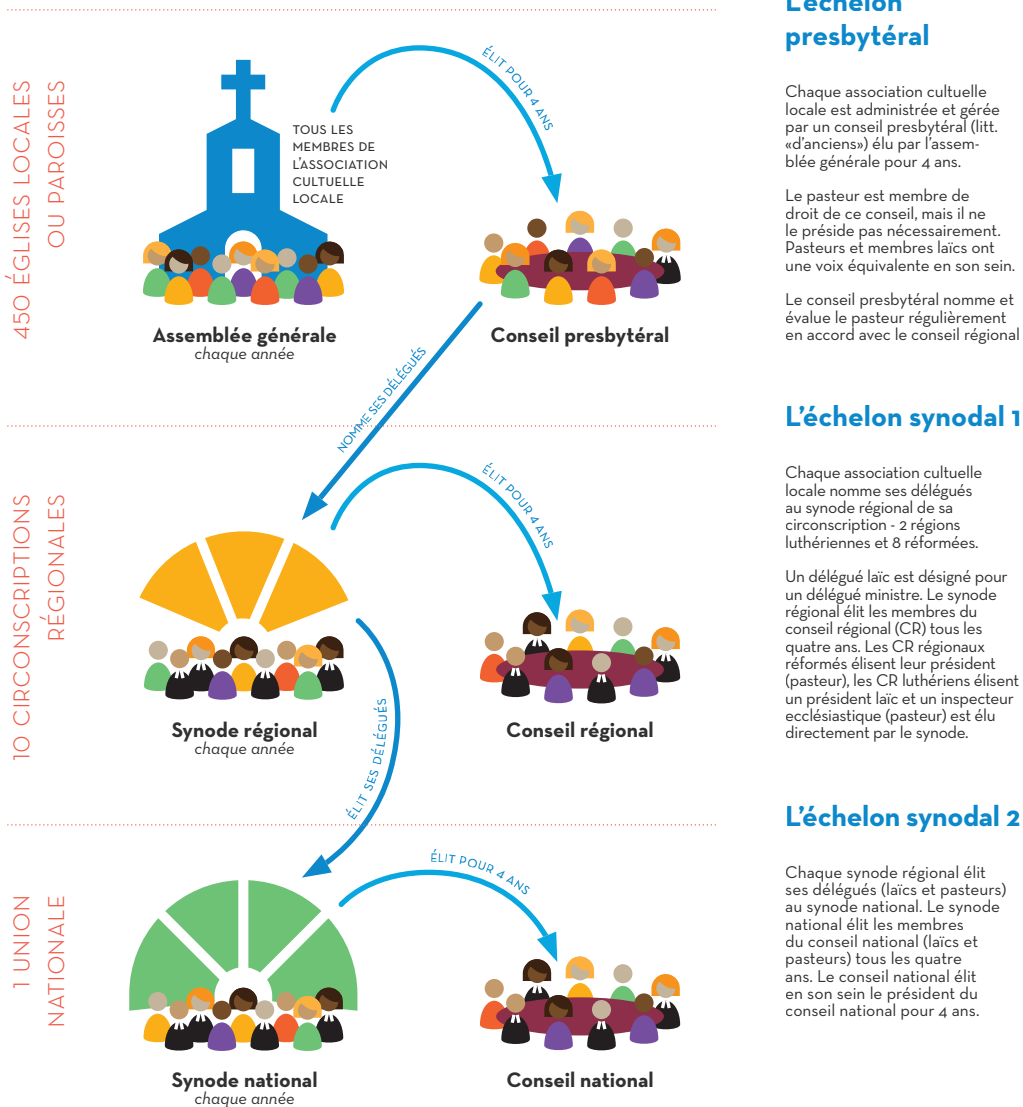 450 ÉGLISES LOCALES
OU PAROISSES
TOUS LES
MEMBRES DE
L'ASSOCIATION
CULTUELLE
LOCALE
ÉLIT POUR 4 ANS
Assemblée générale
chaque année
Conseil presbytéral
NOMME SES DÉLÉGUÉS
10 CIRCONSCRIPTIONS
RÉGIONALES
ÉLIT POUR 4 ANS
Synode régional
chaque année
Conseil régional
ÉLIT SES DÉLÉGUÉS
1 UNION
NATIONALE
ÉLIT POUR 4 ANS
Synode national
chaque année
Conseil national
L'échelon
presbytéral
Chaque association cultuelle
locale est administrée et gérée
par un conseil presbytéral (litt.
«d'anciens») élu par l'assem-
blée générale pour 4 ans.
Le pasteur est membre de
droit de ce conseil, mais il ne
le préside pas nécessairement.
Pasteurs et membres laïcs ont
une voix équivalente en son sein.
Le conseil presbytéral nomme et
évalue le pasteur régulièrement
en accord avec le conseil régional
L'échelon synodal 1
Chaque association cultuelle
locale nomme ses délégués
au synode régional de sa
circonscription - 2 régions
luthériennes et 8 réformées.
Un délégué laïc est désigné pour
un délégué ministre. Le synode
régional élit les membres du
conseil régional (CR) tous les
quatre ans. Les CR régionaux
réformés élisent leur président
(pasteur), les CR luthériens élisent
un président laïc et un inspecteur
ecclésiastique (pasteur) est élu
directement par le synode.
L'échelon synodal 2
Chaque synode régional élit
ses délégués (laïcs et pasteurs)
au synode national. Le synode
national élit les membres
du conseil national (laïcs et
pasteurs) tous les quatre
ans. Le conseil national élit
en son sein le président du
conseil national pour 4 ans.